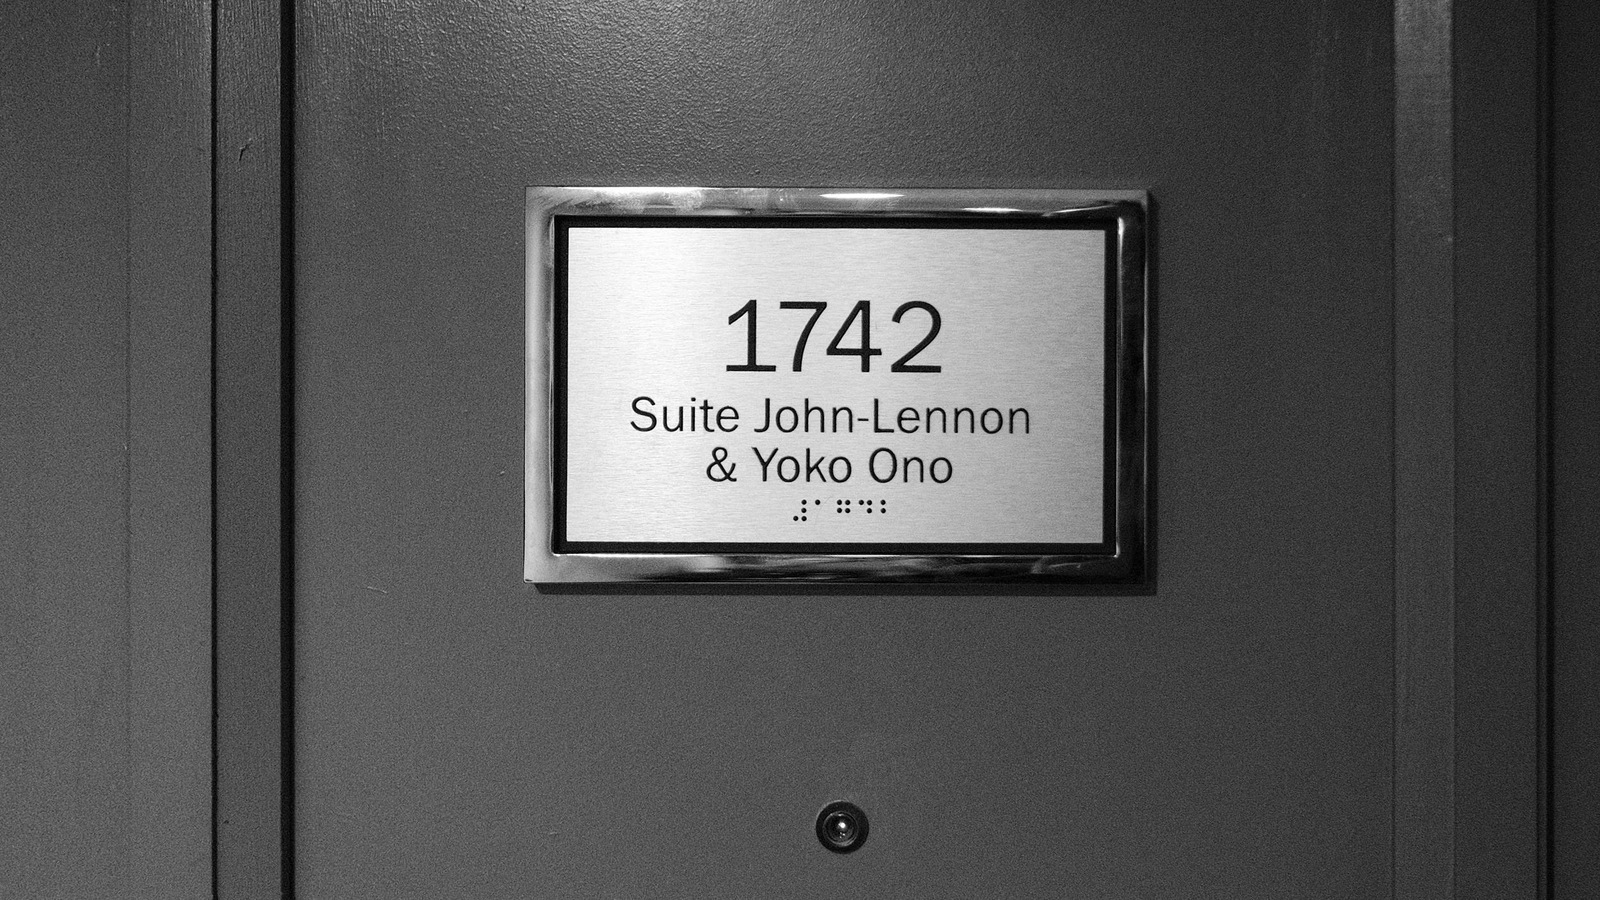 1742
Suite John-Lennon
& Yoko Ono
⠼⠁⠛⠙⠃